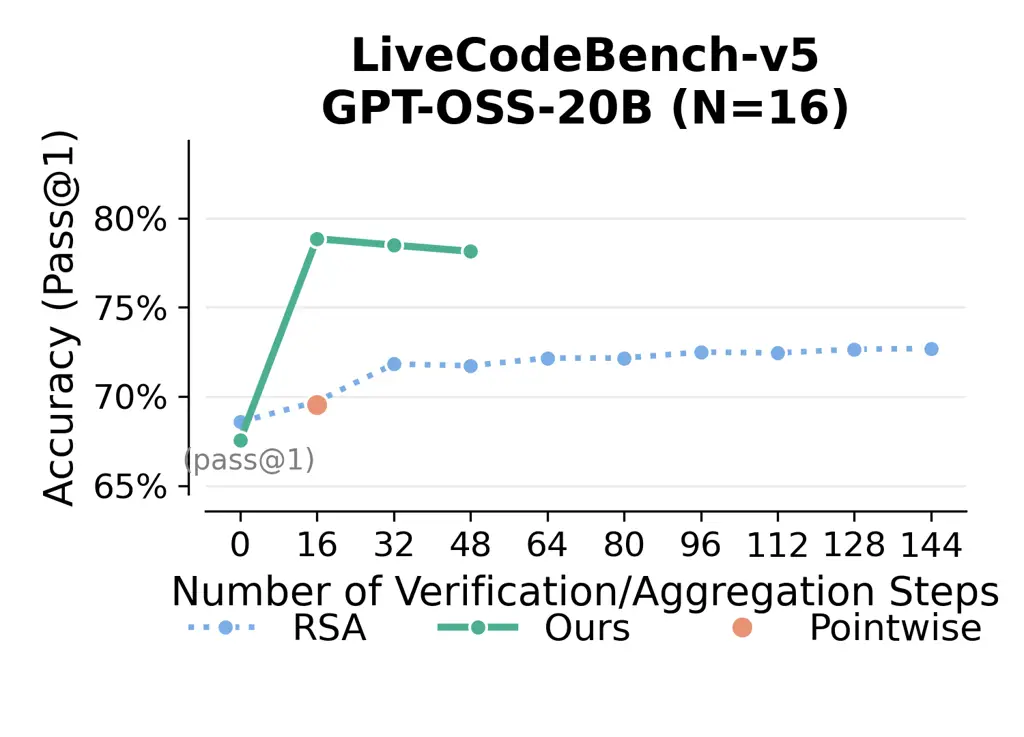 LiveCodeBench-v5
GPT-OSS-20B (N=16)
Accuracy (Pass@1)
80%
75%
70%
65%
(pass@1)
0 16 32 48 64 80 96 112 128 144
Number of Verification/Aggregation Steps
RSA Ours Pointwise